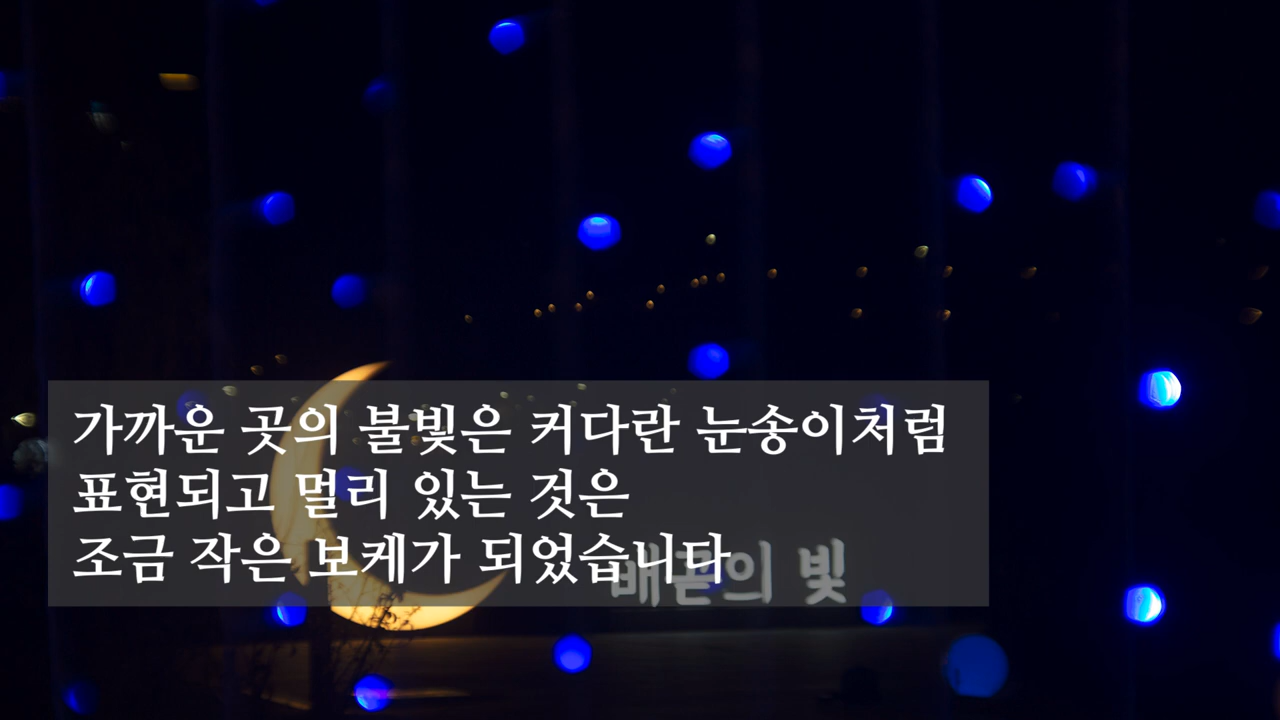 가까운 곳의 불빛은 커다란 눈송이처럼
표현되고 멀리 있는 것은
조금 작은 보케가 되었습니다
배곧의 빛